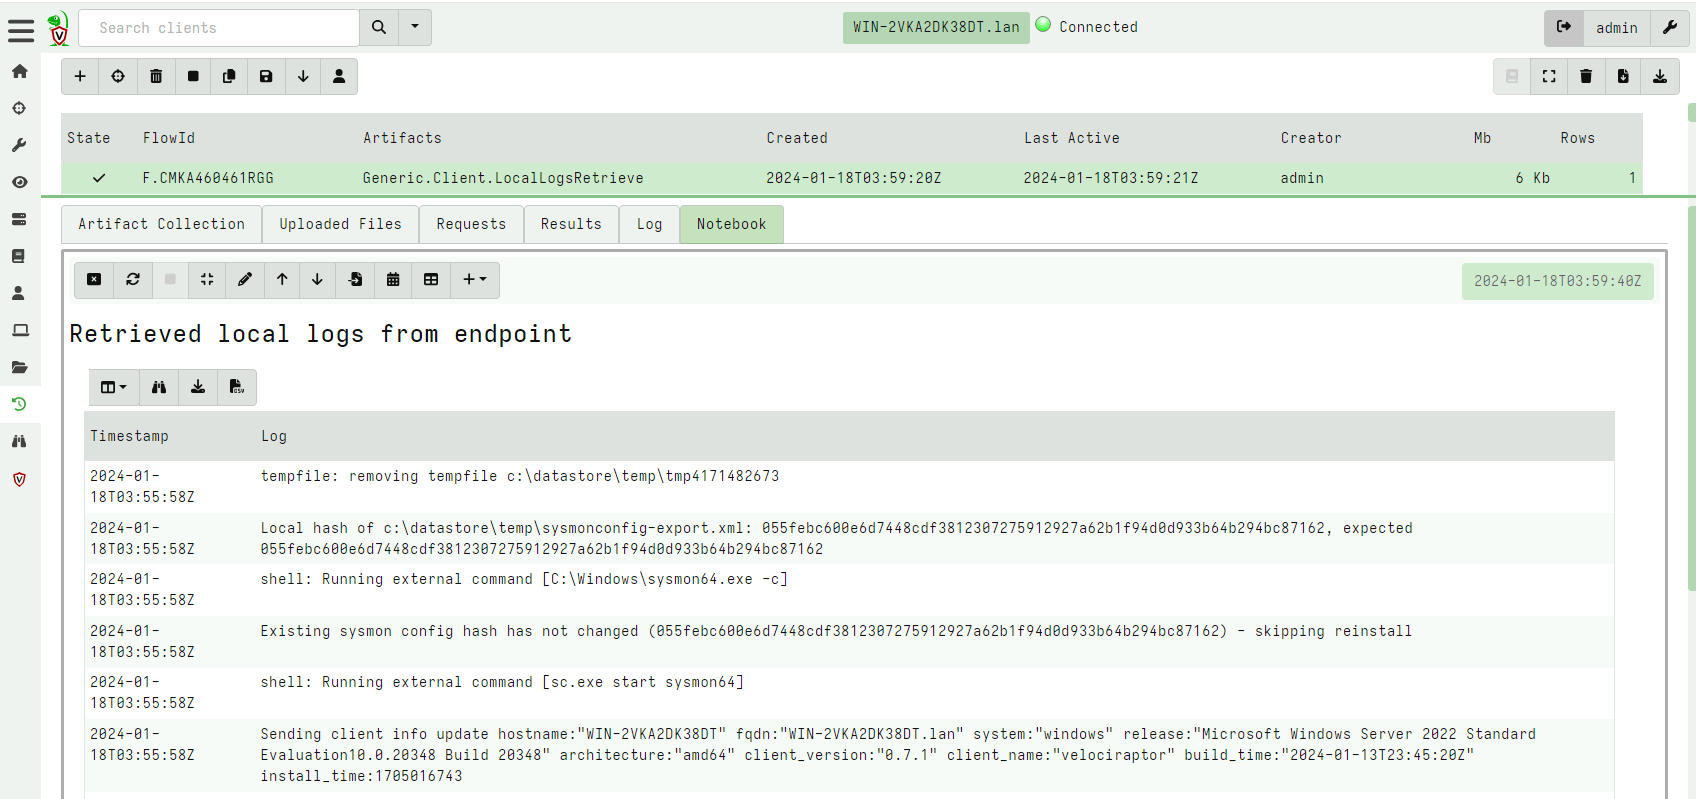 Search clients
WIN-2VKA2DK38DT.lan Connected
admin
State FlowId Artifacts Created Last Active Creator Mb Rows
F.CMKA460461RGG Generic.Client.LocalLogsRetrieve 2024-01-18T03:59:20Z 2024-01-18T03:59:21Z admin 6 Kb 1
Artifact Collection Uploaded Files Requests Results Log Notebook
2024-01-18T03:59:40Z
Retrieved local logs from endpoint
Timestamp Log
2024-01- tempfile: removing tempfile c:\datastore\temp\tmp4171482673
18T03:55:58Z
2024-01- Local hash of c:\datastore\temp\sysmonconfig-export.xml: 055febc600e6d7448cdf3812307275912927a62b1f94d0d933b64b294bc87162, expected
18T03:55:58Z 055febc600e6d7448cdf3812307275912927a62b1f94d0d933b64b294bc87162
2024-01- shell: Running external command [C:\Windows\sysmon64.exe -c]
18T03:55:58Z
2024-01- Existing sysmon config hash has not changed (055febc600e6d7448cdf3812307275912927a62b1f94d0d933b64b294bc87162) - skipping reinstall
18T03:55:58Z
2024-01- shell: Running external command [sc.exe start sysmon64]
18T03:55:58Z
2024-01- Sending client info update hostname:"WIN-2VKA2DK38DT" fqdn:"WIN-2VKA2DK38DT.lan" system:"windows" release:"Microsoft Windows Server 2022 Standard
18T03:55:58Z Evaluation10.0.20348 Build 20348" architecture:"amd64" client_version:"0.7.1" client_name:"velociraptor" build_time:"2024-01-13T23:45:20Z"
install_time:1705016743